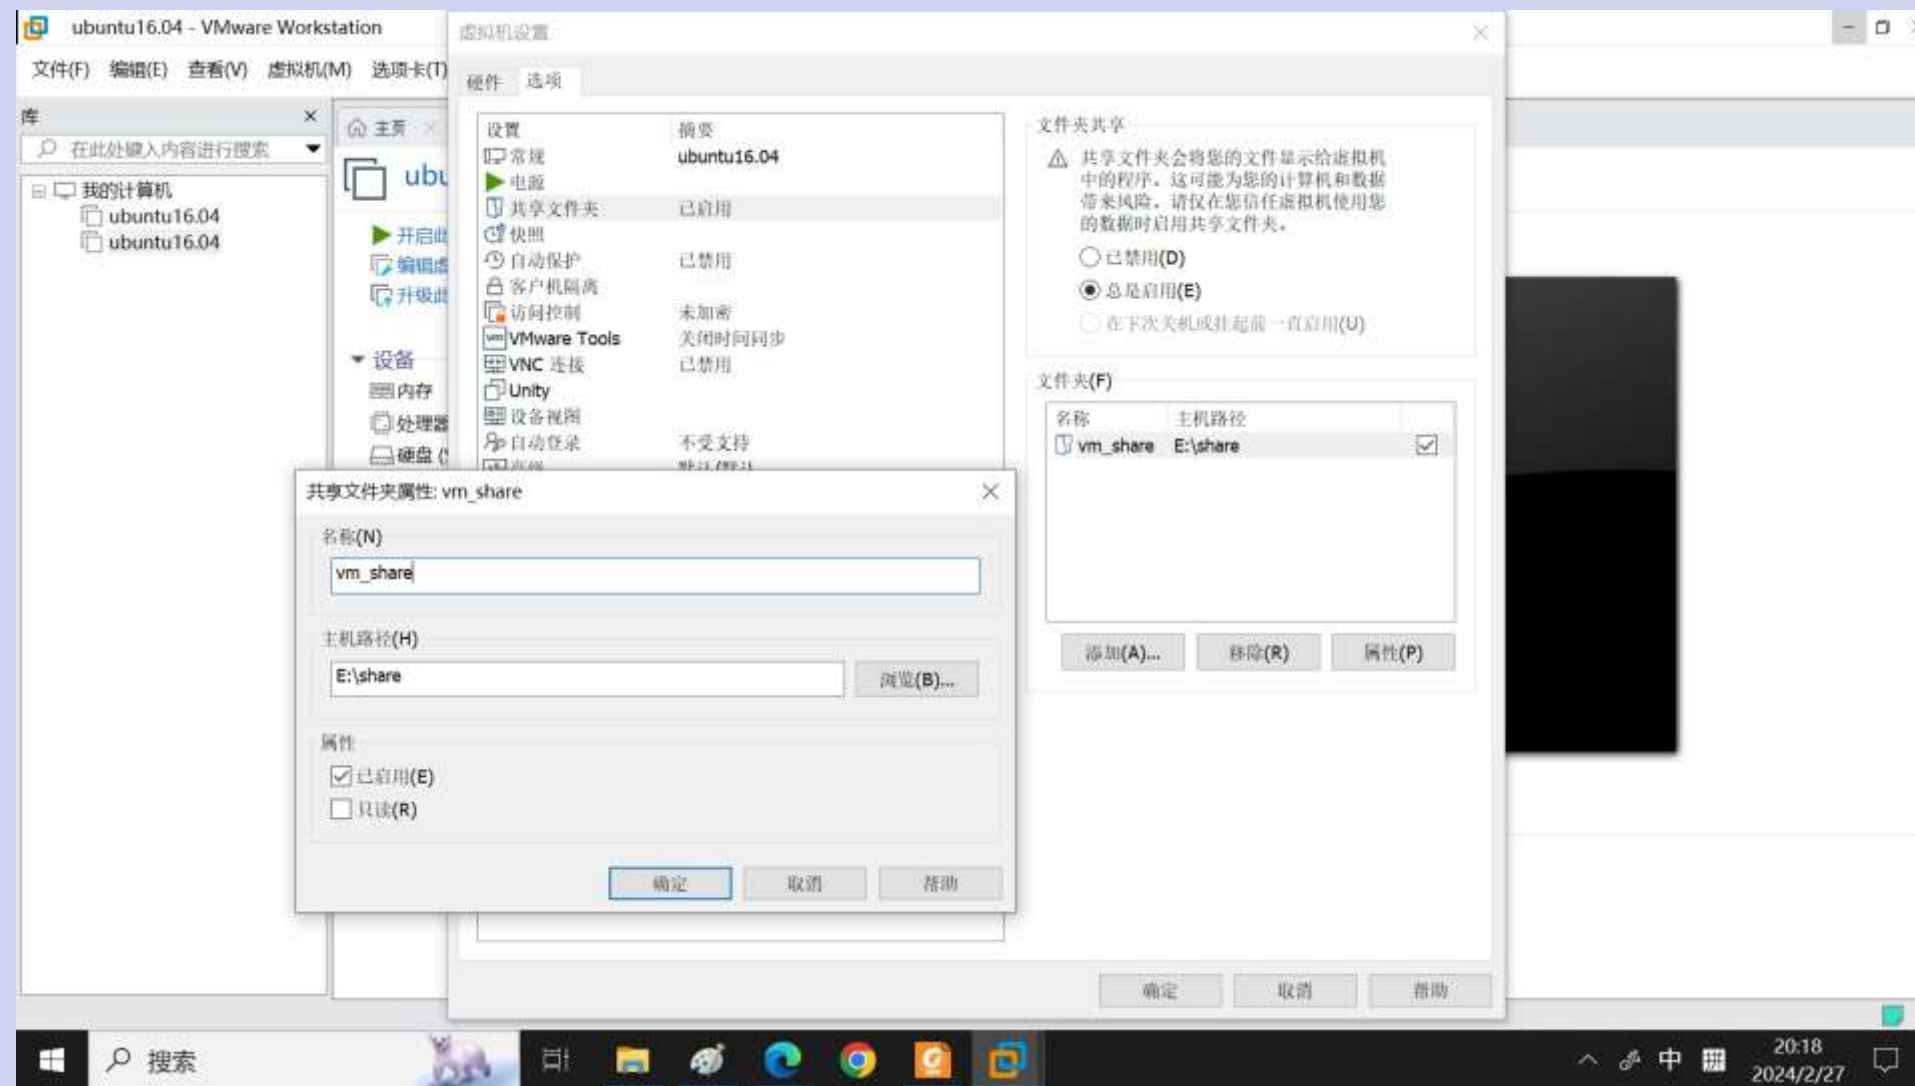 ubuntu16.04 - VMware Workstation
文件(F) 编辑(E) 查看(V) 虚拟机(M) 选项卡(T)
库
在此处键入内容进行搜索
我的计算机
ubuntu16.04
ubuntu16.04
主页
ubu
开启此
编辑虚
升级此
设备
内存
处理器
硬盘 (
虚拟机设置
硬件 选项
设置 摘要
常规 ubuntu16.04
电源
共享文件夹 已启用
快照
自动保护 已禁用
客户机隔离
访问控制 未加密
VMware Tools 关闭时间同步
VNC 连接 已禁用
Unity
设备视图
自动登录 不受支持
文件夹共享
共享文件夹会将您的文件显示给虚拟机
中的程序。这可能为您的计算机和数据
带来风险。请仅在您信任虚拟机使用您
的数据时启用共享文件夹。
已禁用(D)
总是启用(E)
在下次关机或挂起前一直启用(U)
文件夹(F)
名称 主机路径
vm_share E:\share
添加(A)... 移除(R) 属性(P)
确定 取消 帮助
共享文件夹属性: vm_share
名称(N)
vm_share
主机路径(H)
E:\share
浏览(B)...
属性
已启用(E)
只读(R)
确定 取消 帮助
搜索
中
20:18
2024/2/27